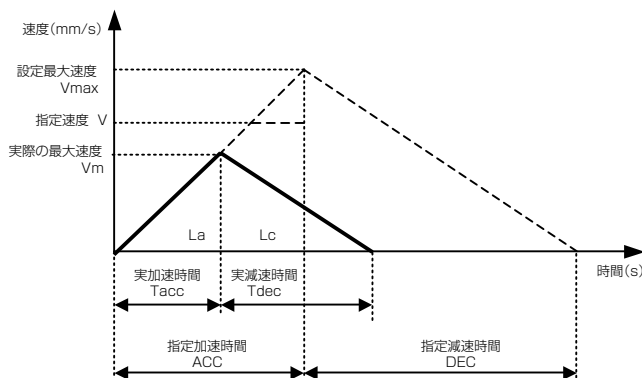 速度(mm/s)
設定最大速度
Vmax
指定速度 V
実際の最大速度
Vm
La
Lc
時間(s)
実加速時間
Tacc
実減速時間
Tdec
指定加速時間
ACC
指定減速時間
DEC